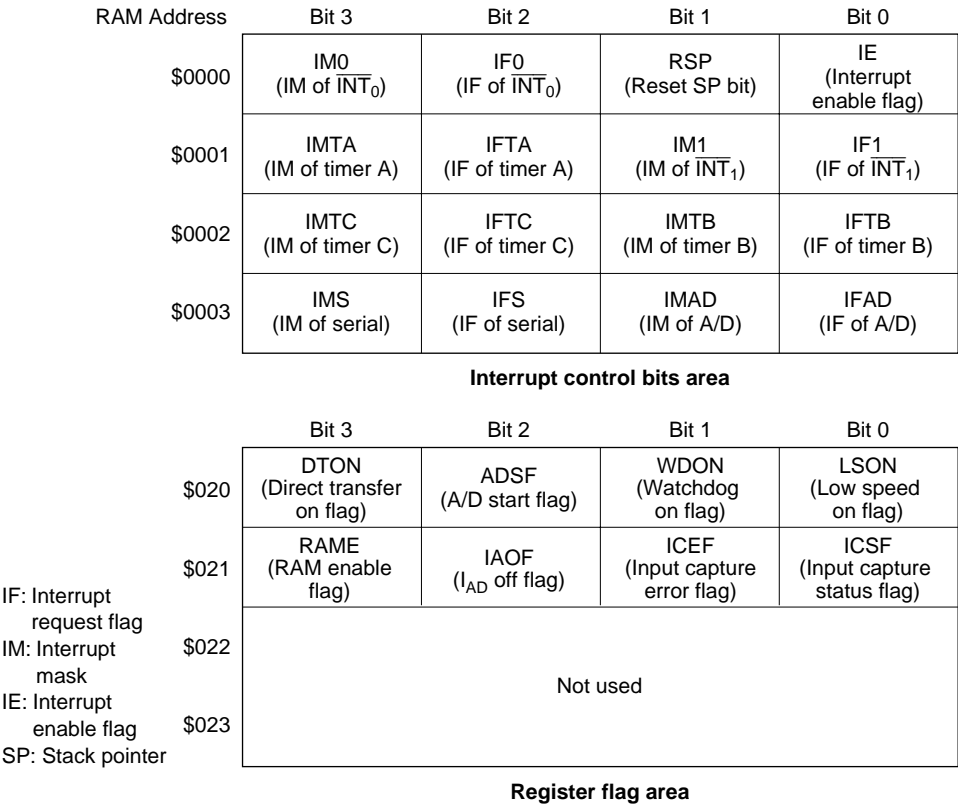 RAM Address Bit 3 Bit 2 Bit 1 Bit 0
$0000
IM0
(IM of INT0)
IF0
(IF of INT0)
RSP
(Reset SP bit)
IE
(Interrupt
enable flag)
$0001
IMTA
(IM of timer A)
IFTA
(IF of timer A)
IM1
(IM of INT1)
IF1
(IF of INT1)
$0002
IMTC
(IM of timer C)
IFTC
(IF of timer C)
IMTB
(IM of timer B)
IFTB
(IF of timer B)
$0003
IMS
(IM of serial)
IFS
(IF of serial)
IMAD
(IM of A/D)
IFAD
(IF of A/D)
Interrupt control bits area
Bit 3 Bit 2 Bit 1 Bit 0
$020
DTON
(Direct transfer
on flag)
ADSF
(A/D start flag)
WDON
(Watchdog
on flag)
LSON
(Low speed
on flag)
$021
RAME
(RAM enable
flag)
IAOF
(IAD off flag)
ICEF
(Input capture
error flag)
ICSF
(Input capture
status flag)
$022
$023
Not used
IF: Interrupt
request flag
IM: Interrupt
mask
IE: Interrupt
enable flag
SP: Stack pointer
Register flag area